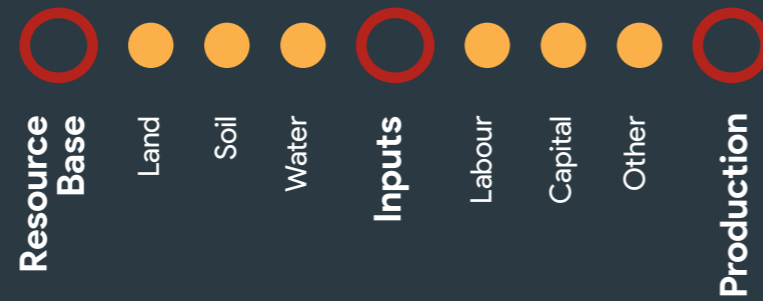 Resource
Base
Land
Soil
Water
Inputs
Labour
Capital
Other
Production